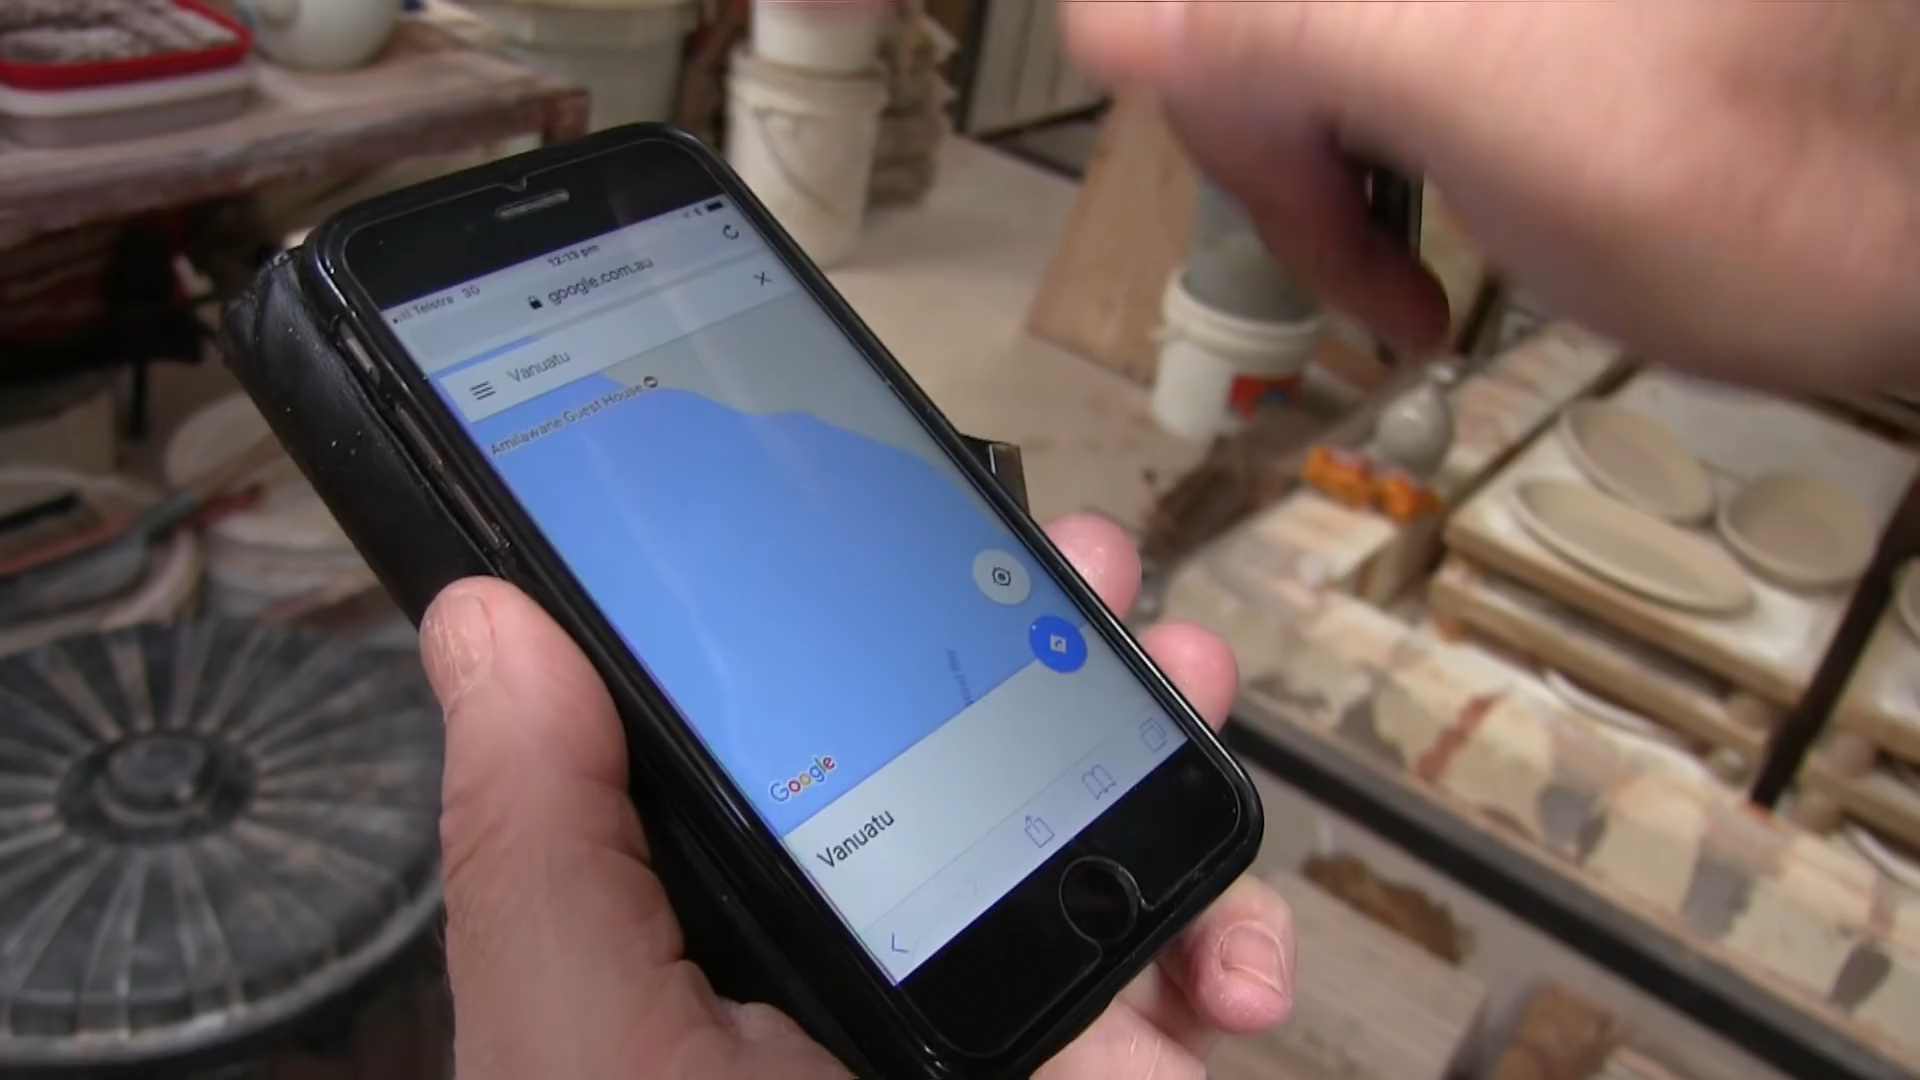 Telstra 3G
12:13 pm
google.com.au
Vanuatu
Amilawane Guest House
Google
Vanuatu